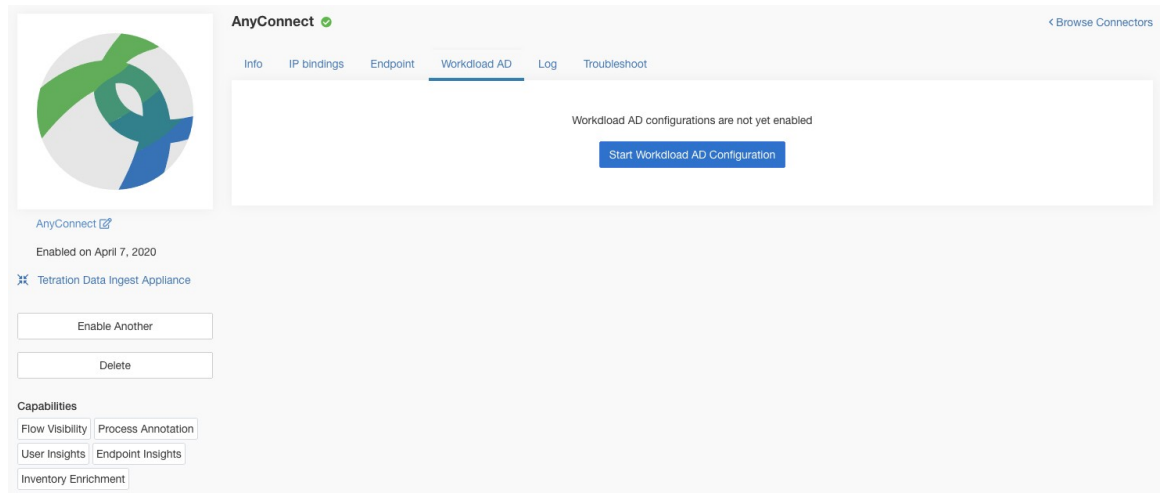 AnyConnect
< Browse Connectors
Info IP bindings Endpoint Workdload AD Log Troubleshoot
Workdload AD configurations are not yet enabled
Start Workdload AD Configuration
AnyConnect
Enabled on April 7, 2020
Tetration Data Ingest Appliance
Enable Another
Delete
Capabilities
Flow Visibility Process Annotation
User Insights Endpoint Insights
Inventory Enrichment